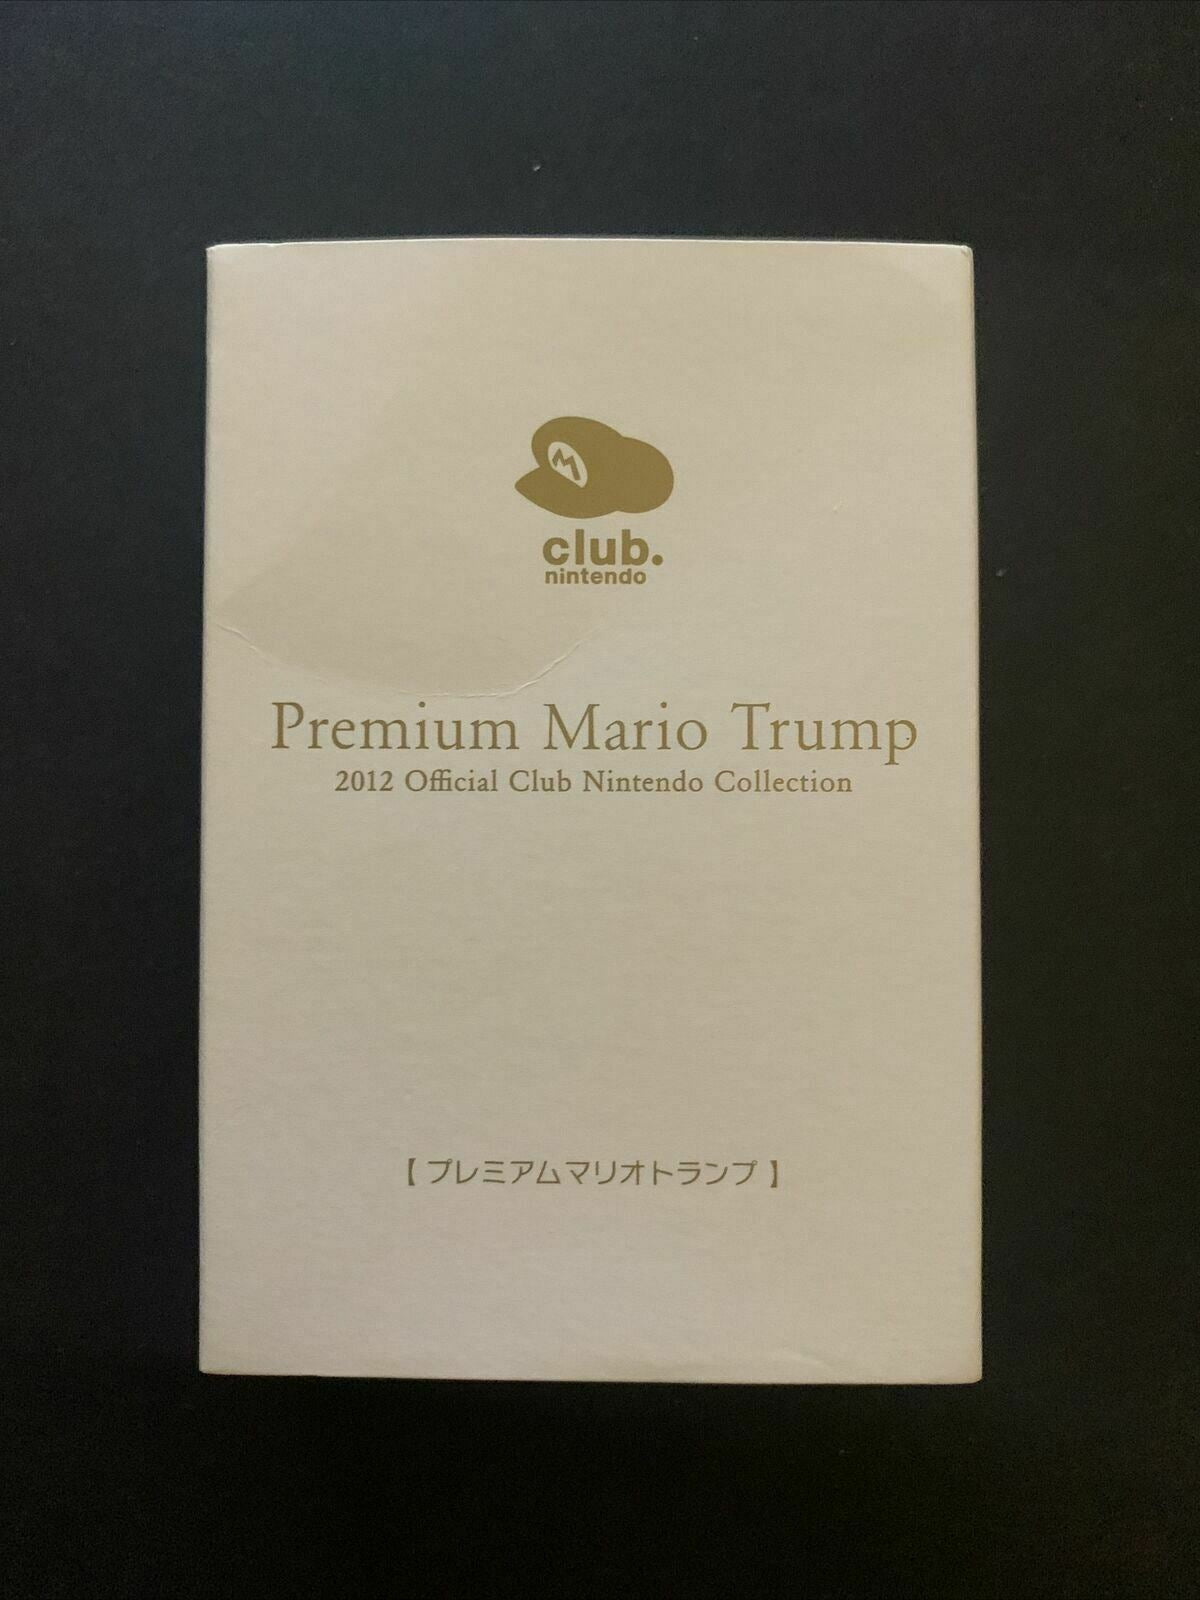 M
club.
nintendo
Premium Mario Trump
2012 Official Club Nintendo Collection
【プレミアムマリオトランプ】